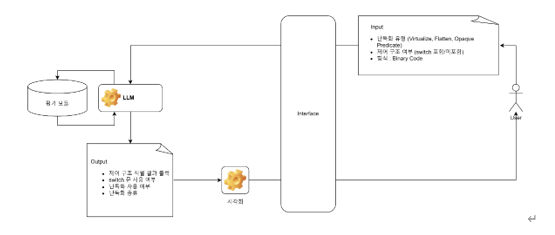 Input
난독화 유형 (Virtualize, Flatten, Opaque
Predicate)
제어 구조 여부 (switch 포함/미포함)
형식 : Binary Code
LLM
평가 모듈
Interface
User
Output
제어 구조 식별 결과 출력
switch 문 사용 여부
난독화 사용 여부
난독화 종류
시각화